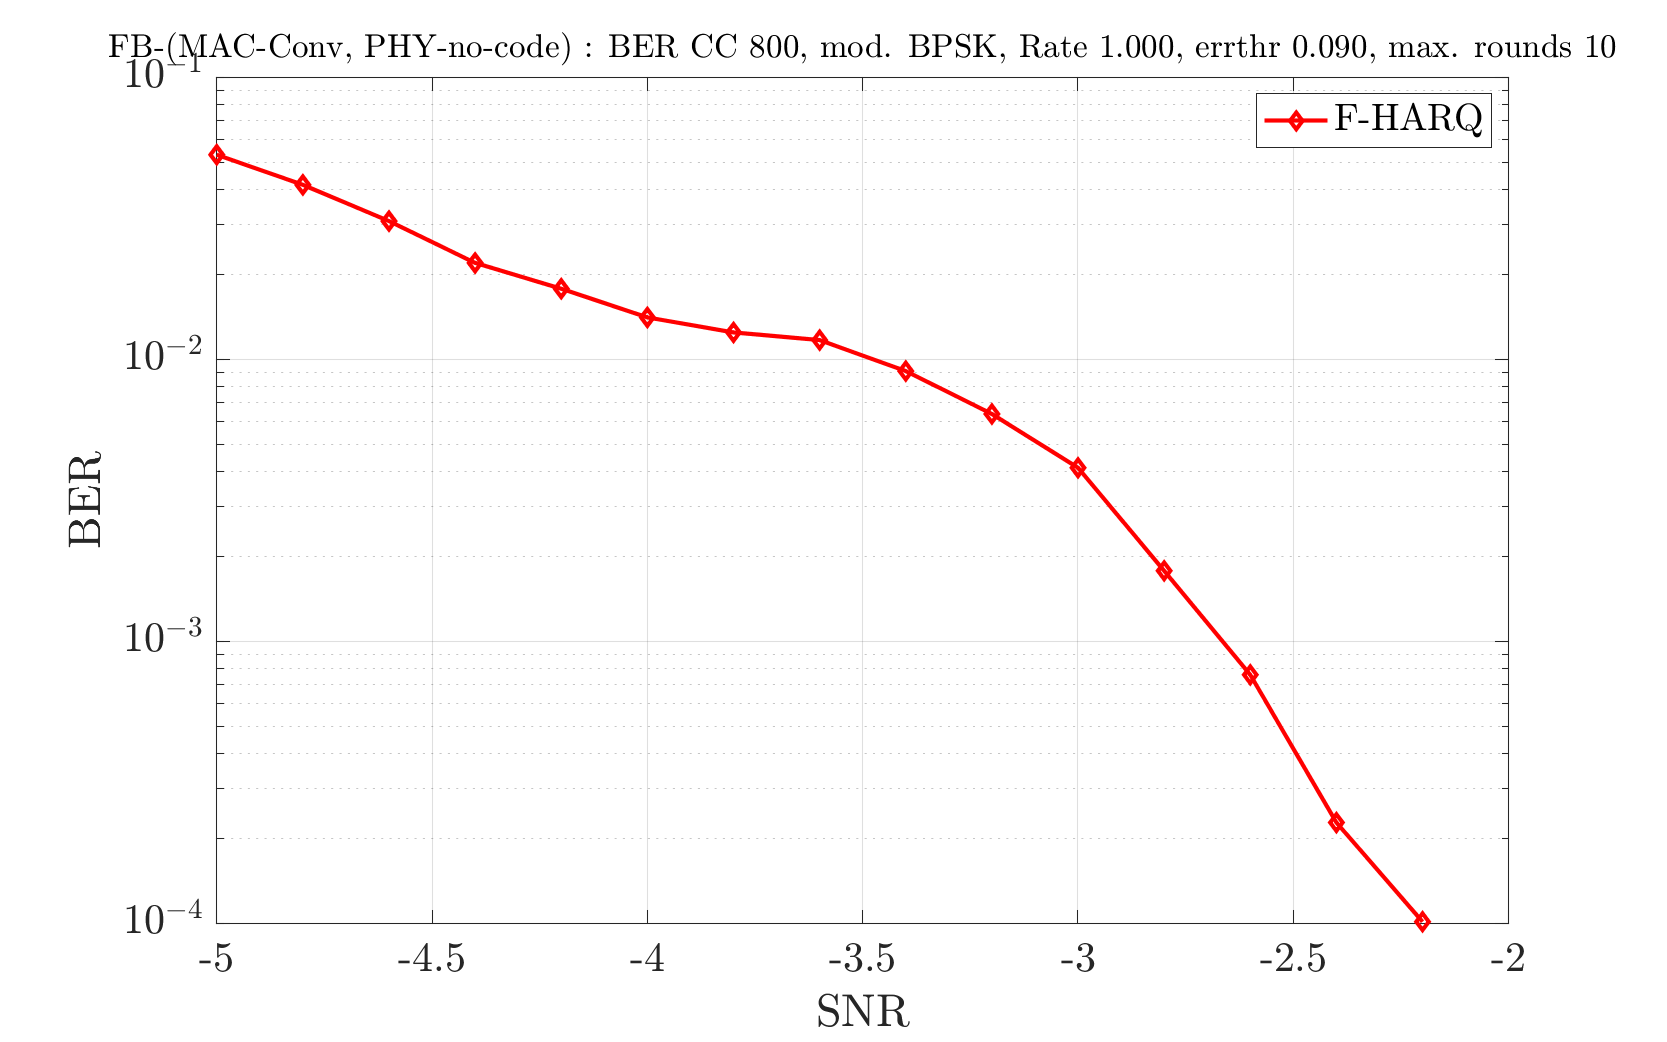 FB-(MAC-Conv, PHY-no-code) : BER CC 800, mod. BPSK, Rate 1.000, errthr 0.090, max. rounds 10
10^-1
F-HARQ
10^-2
BER
10^-3
10^-4
-5 -4.5 -4 -3.5 -3 -2.5 -2
SNR